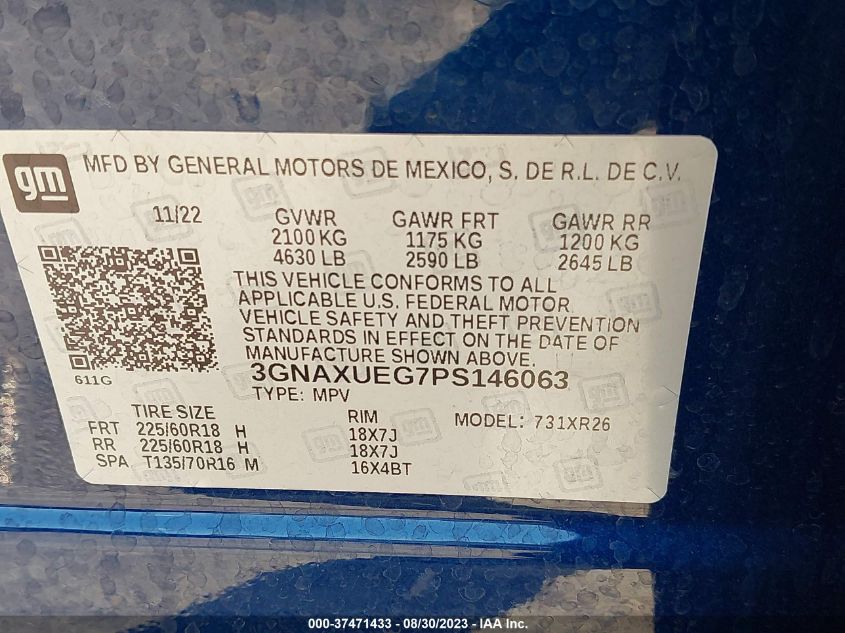 gm
MFD BY GENERAL MOTORS DE MEXICO, S. DE R.L. DE C.V.
11/22 GVWR GAWR FRT GAWR RR
2100 KG 1175 KG 1200 KG
4630 LB 2590 LB 2645 LB
THIS VEHICLE CONFORMS TO ALL
APPLICABLE U.S. FEDERAL MOTOR
VEHICLE SAFETY AND THEFT PREVENTION
STANDARDS IN EFFECT ON THE DATE OF
MANUFACTURE SHOWN ABOVE.
611G 3GNAXUEG7PS146063
TYPE: MPV
TIRE SIZE RIM MODEL: 731XR26
FRT 225/60R18 H 18X7J
RR 225/60R18 H 18X7J
SPA T135/70R16 M 16X4BT
000-37471433 - 08/30/2023 - IAA Inc.